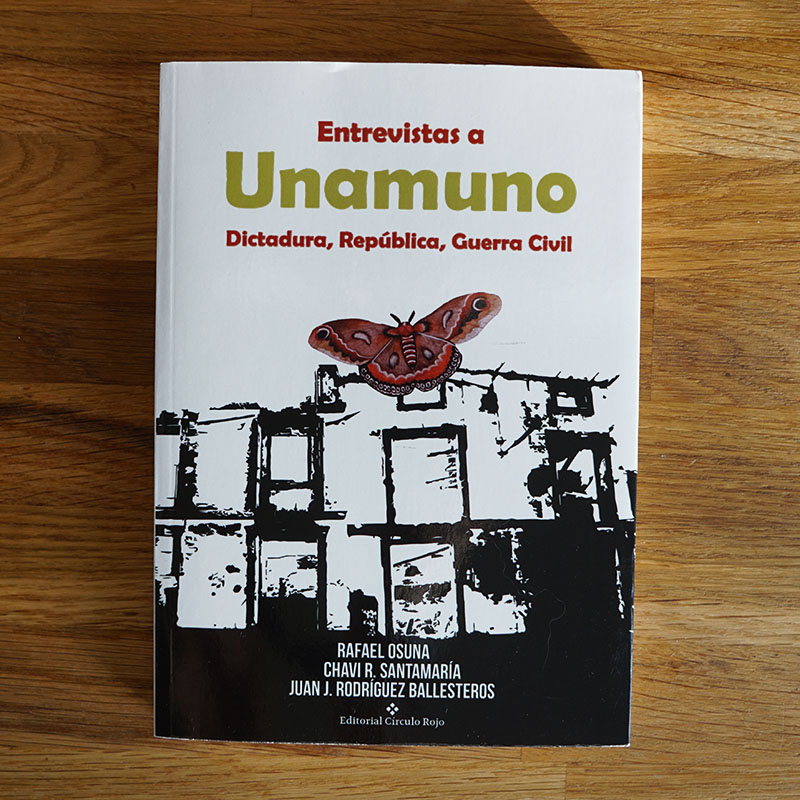 Entrevistas a
Unamuno
Dictadura, República, Guerra Civil
RAFAEL OSUNA
CHAVI R. SANTAMARÍA
JUAN J. RODRÍGUEZ BALLESTEROS
Editorial Círculo Rojo